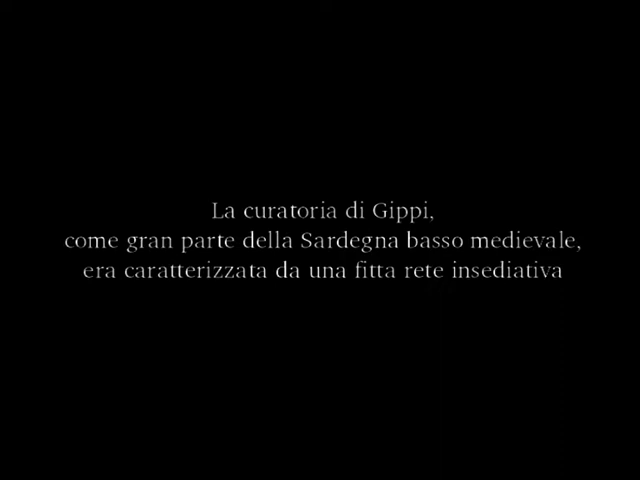 La curatoria di Gippi,
come gran parte della Sardegna basso medievale,
era caratterizzata da una fitta rete insediativa